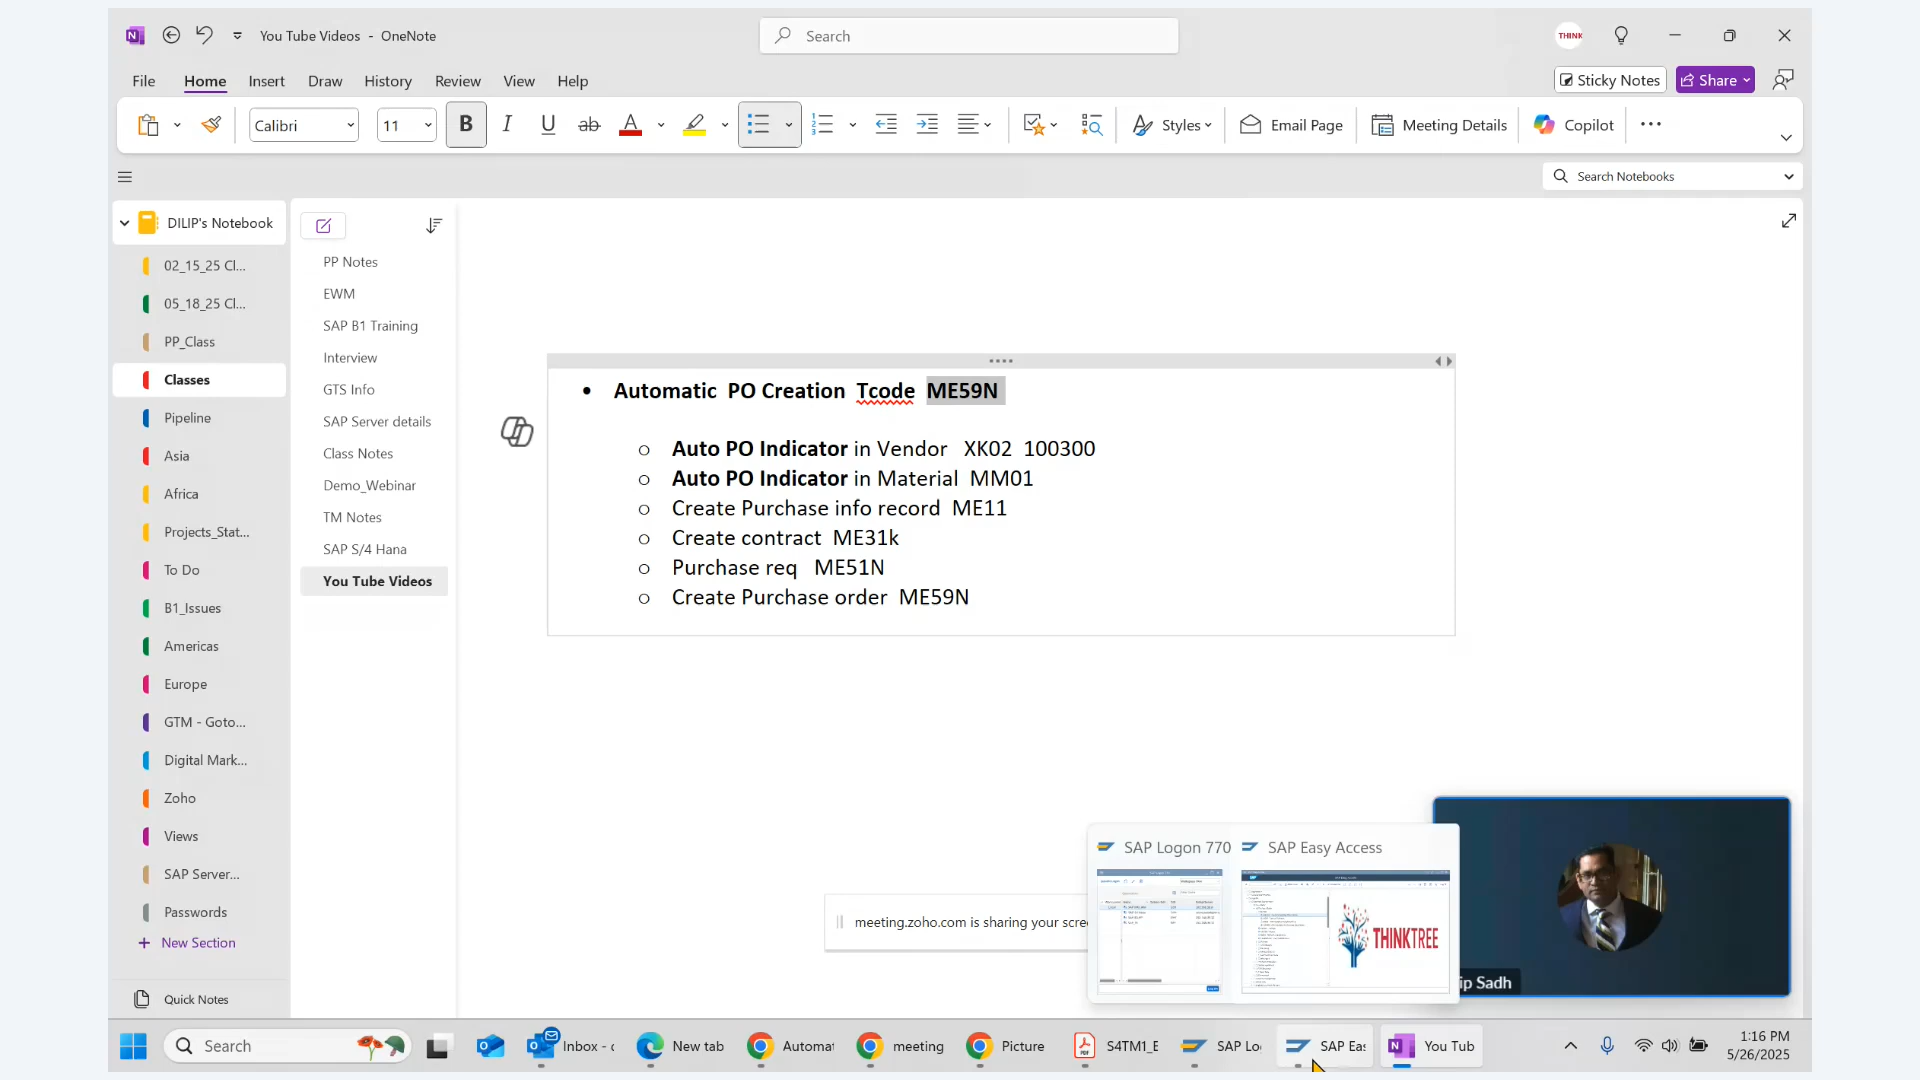 You Tube Videos - OneNote
Search
THINK
File Home Insert Draw History Review View Help
Sticky Notes
Share
Calibri
11
B I U ab A
Styles
Email Page
Meeting Details
Copilot
Search Notebooks
DILIP's Notebook
02_15_25 Cl...
05_18_25 Cl...
PP_Class
Classes
Pipeline
Asia
Africa
Projects_Stat...
To Do
B1_Issues
Americas
Europe
GTM - Goto...
Digital Mark...
Zoho
Views
SAP Server...
Passwords
+ New Section
Quick Notes
PP Notes
EWM
SAP B1 Training
Interview
GTS Info
SAP Server details
Class Notes
Demo_Webinar
TM Notes
SAP S/4 Hana
You Tube Videos
• Automatic PO Creation Tcode ME59N
o Auto PO Indicator in Vendor XK02 100300
o Auto PO Indicator in Material MM01
o Create Purchase info record ME11
o Create contract ME31k
o Purchase req ME51N
o Create Purchase order ME59N
meeting.zoho.com is sharing your scre
SAP Logon 770
SAP Easy Access
THINKTREE
ip Sadh
Search
Inbox - c
New tab
Automat
meeting
Picture
S4TM1_E
SAP Lo
SAP Eas
You Tub
1:16 PM
5/26/2025